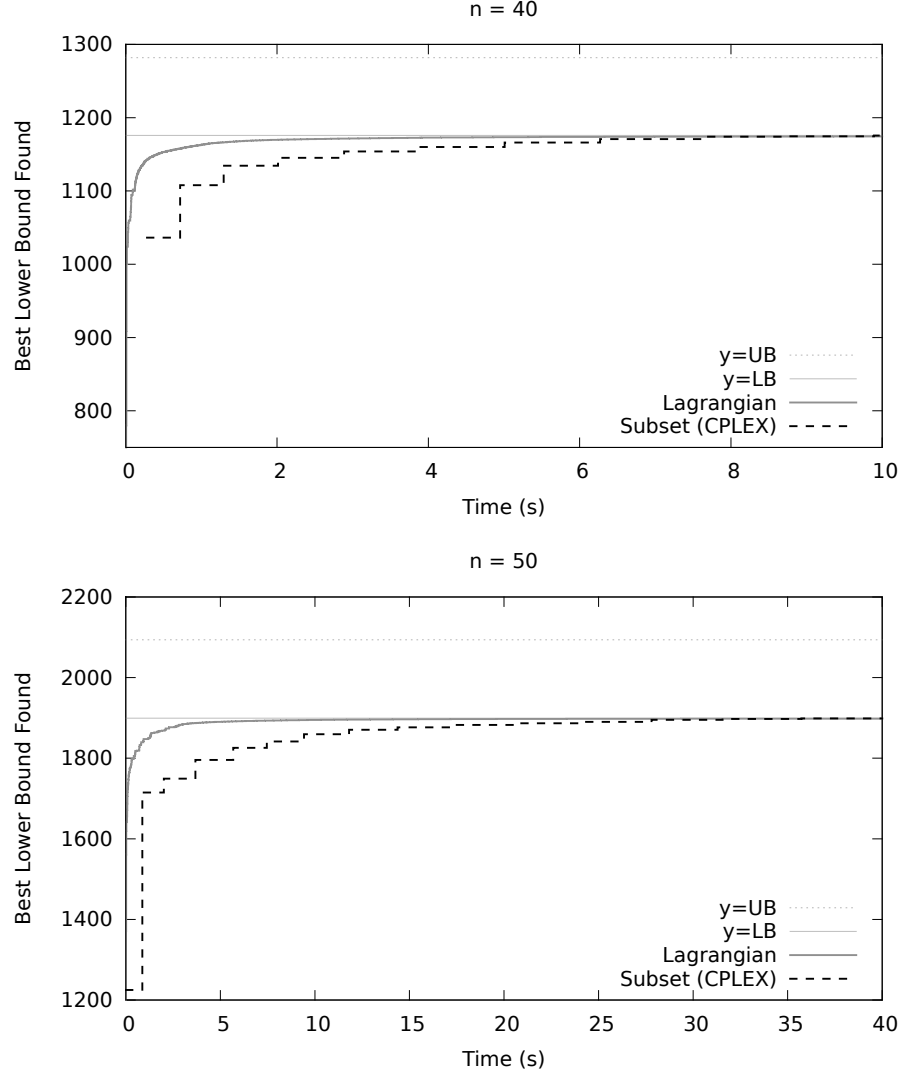 n = 40
1300
1200
1100
1000
900
800
Best Lower Bound Found
y=UB
y=LB
Lagrangian
Subset (CPLEX)
0 2 4 6 8 10
Time (s)
n = 50
2200
2000
1800
1600
1400
1200
Best Lower Bound Found
y=UB
y=LB
Lagrangian
Subset (CPLEX)
0 5 10 15 20 25 30 35 40
Time (s)